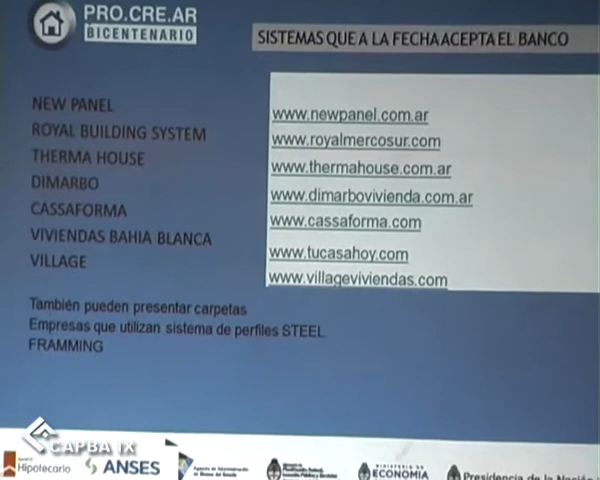 PRO.CRE.AR
BICENTENARIO
SISTEMAS QUE A LA FECHA ACEPTA EL BANCO
NEW PANEL www.newpanel.com.ar
ROYAL BUILDING SYSTEM www.royalmercosur.com
THERMA HOUSE www.thermahouse.com.ar
DIMARBO www.dimarbovivienda.com.ar
CASSAFORMA www.cassaforma.com
VIVIENDAS BAHIA BLANCA www.tucasahoy.com
VILLAGE www.villageviviendas.com
También pueden presentar carpetas
Empresas que utilizan sistema de perfiles STEEL
FRAMMING
CAPBA IX
Hipotecario
ANSES
MINISTERIO DE
ECONOMÍA
Presidencia de la Nación